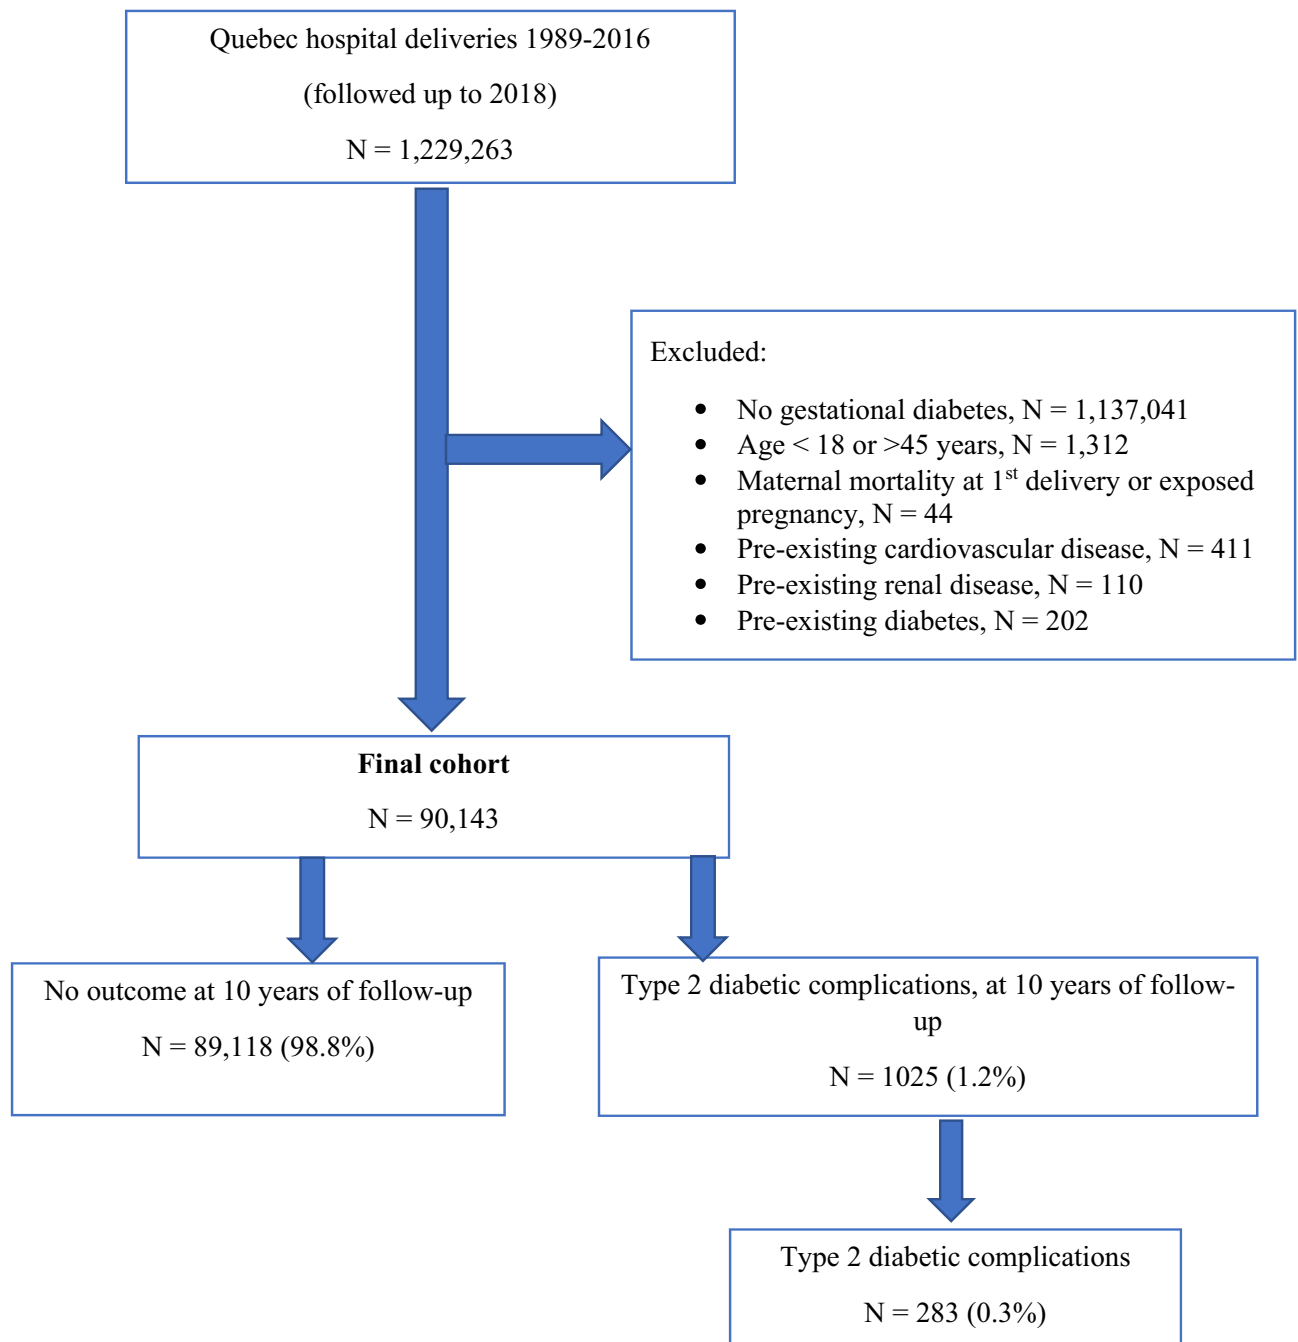 Quebec hospital deliveries 1989-2016
(followed up to 2018)
N = 1,229,263
Excluded:
• No gestational diabetes, N = 1,137,041
• Age < 18 or >45 years, N = 1,312
• Maternal mortality at 1st delivery or exposed
pregnancy, N = 44
• Pre-existing cardiovascular disease, N = 411
• Pre-existing renal disease, N = 110
• Pre-existing diabetes, N = 202
Final cohort
N = 90,143
No outcome at 10 years of follow-up
N = 89,118 (98.8%)
Type 2 diabetic complications, at 10 years of follow-
up
N = 1025 (1.2%)
Type 2 diabetic complications
N = 283 (0.3%)